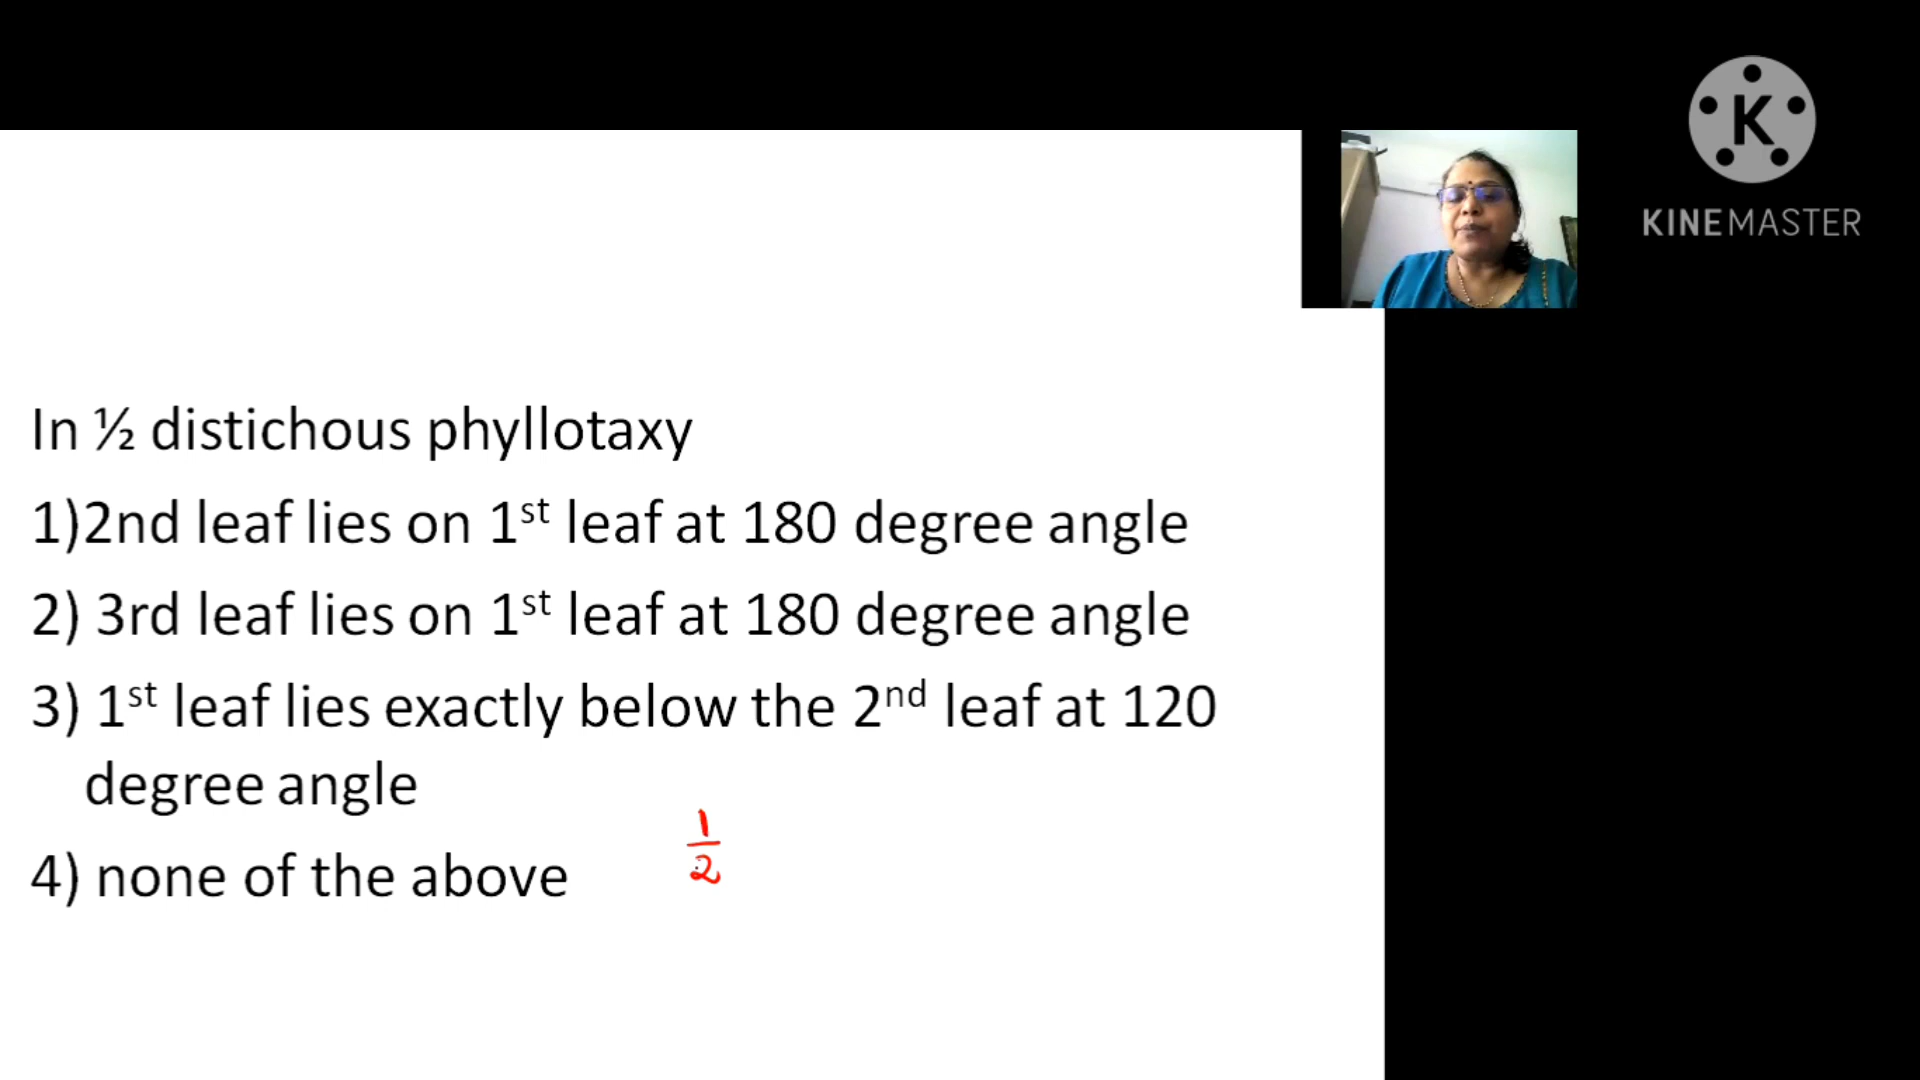 K
KINEMASTER
In ½ distichous phyllotaxy
1)2nd leaf lies on 1st leaf at 180 degree angle
2) 3rd leaf lies on 1st leaf at 180 degree angle
3) 1st leaf lies exactly below the 2nd leaf at 120
degree angle
4) none of the above
1
2